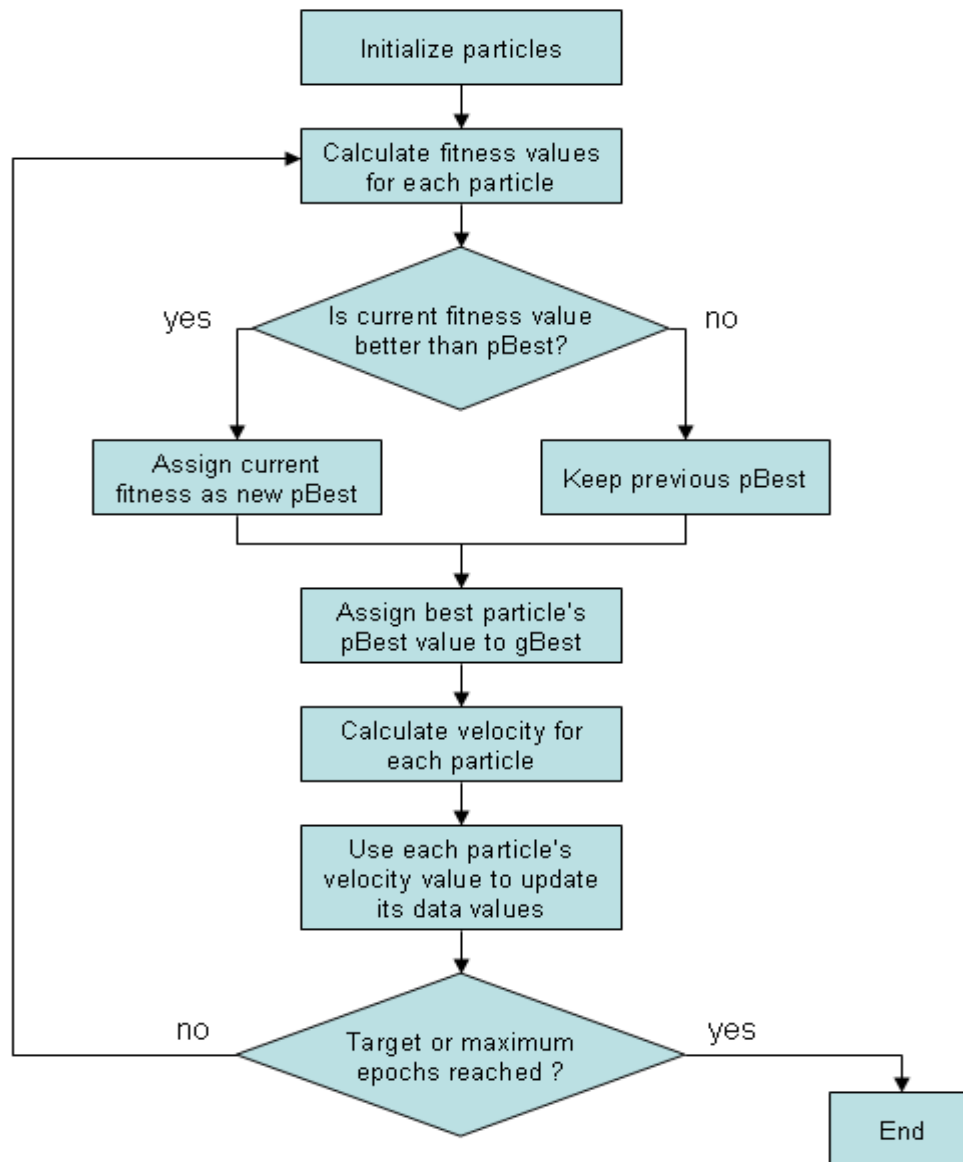 Initialize particles
Calculate fitness values
for each particle
yes
Is current fitness value
better than pBest?
no
Assign current
fitness as new pBest
Keep previous pBest
Assign best particle's
pBest value to gBest
Calculate velocity for
each particle
Use each particle's
velocity value to update
its data values
no
Target or maximum
epochs reached ?
yes
End